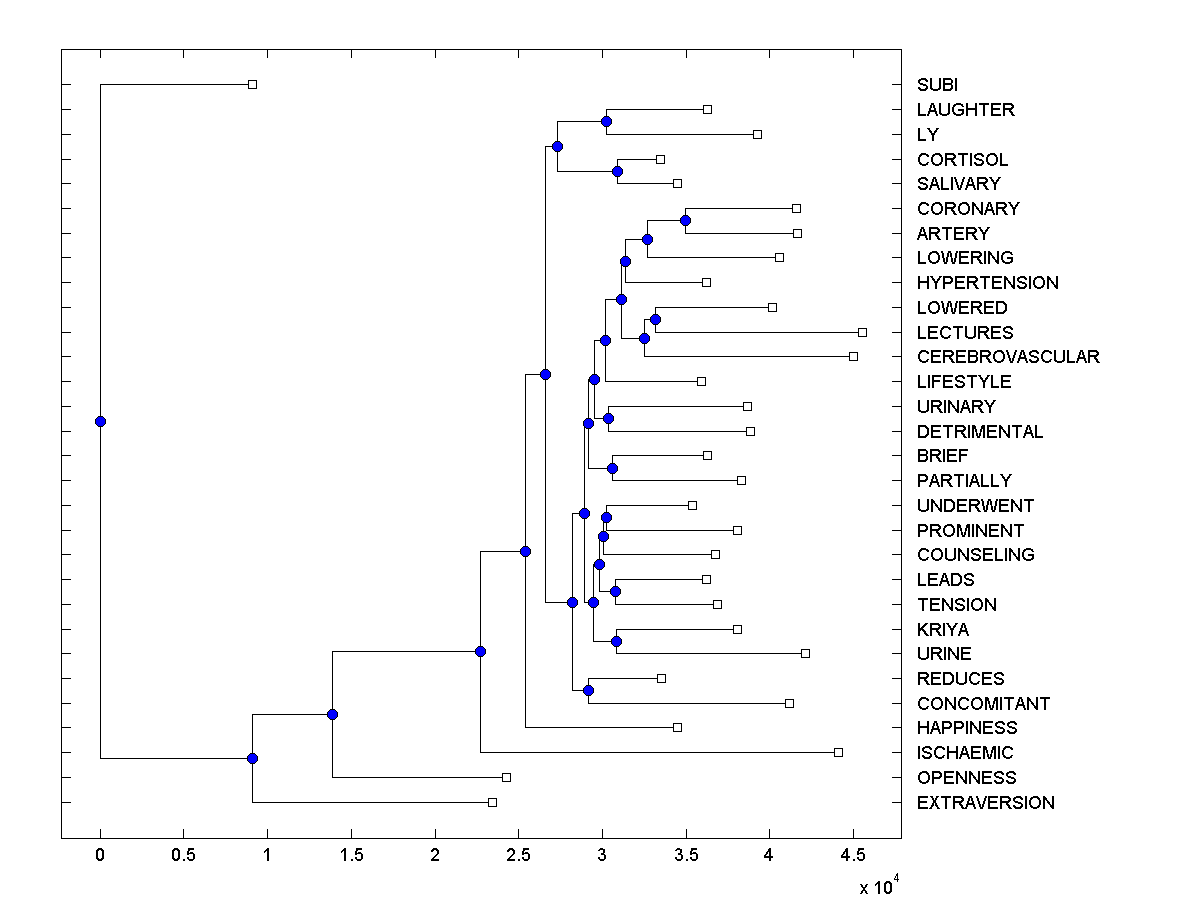 SUBI
LAUGHTER
LY
CORTISOL
SALIVARY
CORONARY
ARTERY
LOWERING
HYPERTENSION
LOWERED
LECTURES
CEREBROVASCULAR
LIFESTYLE
URINARY
DETRIMENTAL
BRIEF
PARTIALLY
UNDERWENT
PROMINENT
COUNSELING
LEADS
TENSION
KRIYA
URINE
REDUCES
CONCOMITANT
HAPPINESS
ISCHAEMIC
OPENNESS
EXTRAVERSION
0 0.5 1 1.5 2 2.5 3 3.5 4 4.5
x 10^4